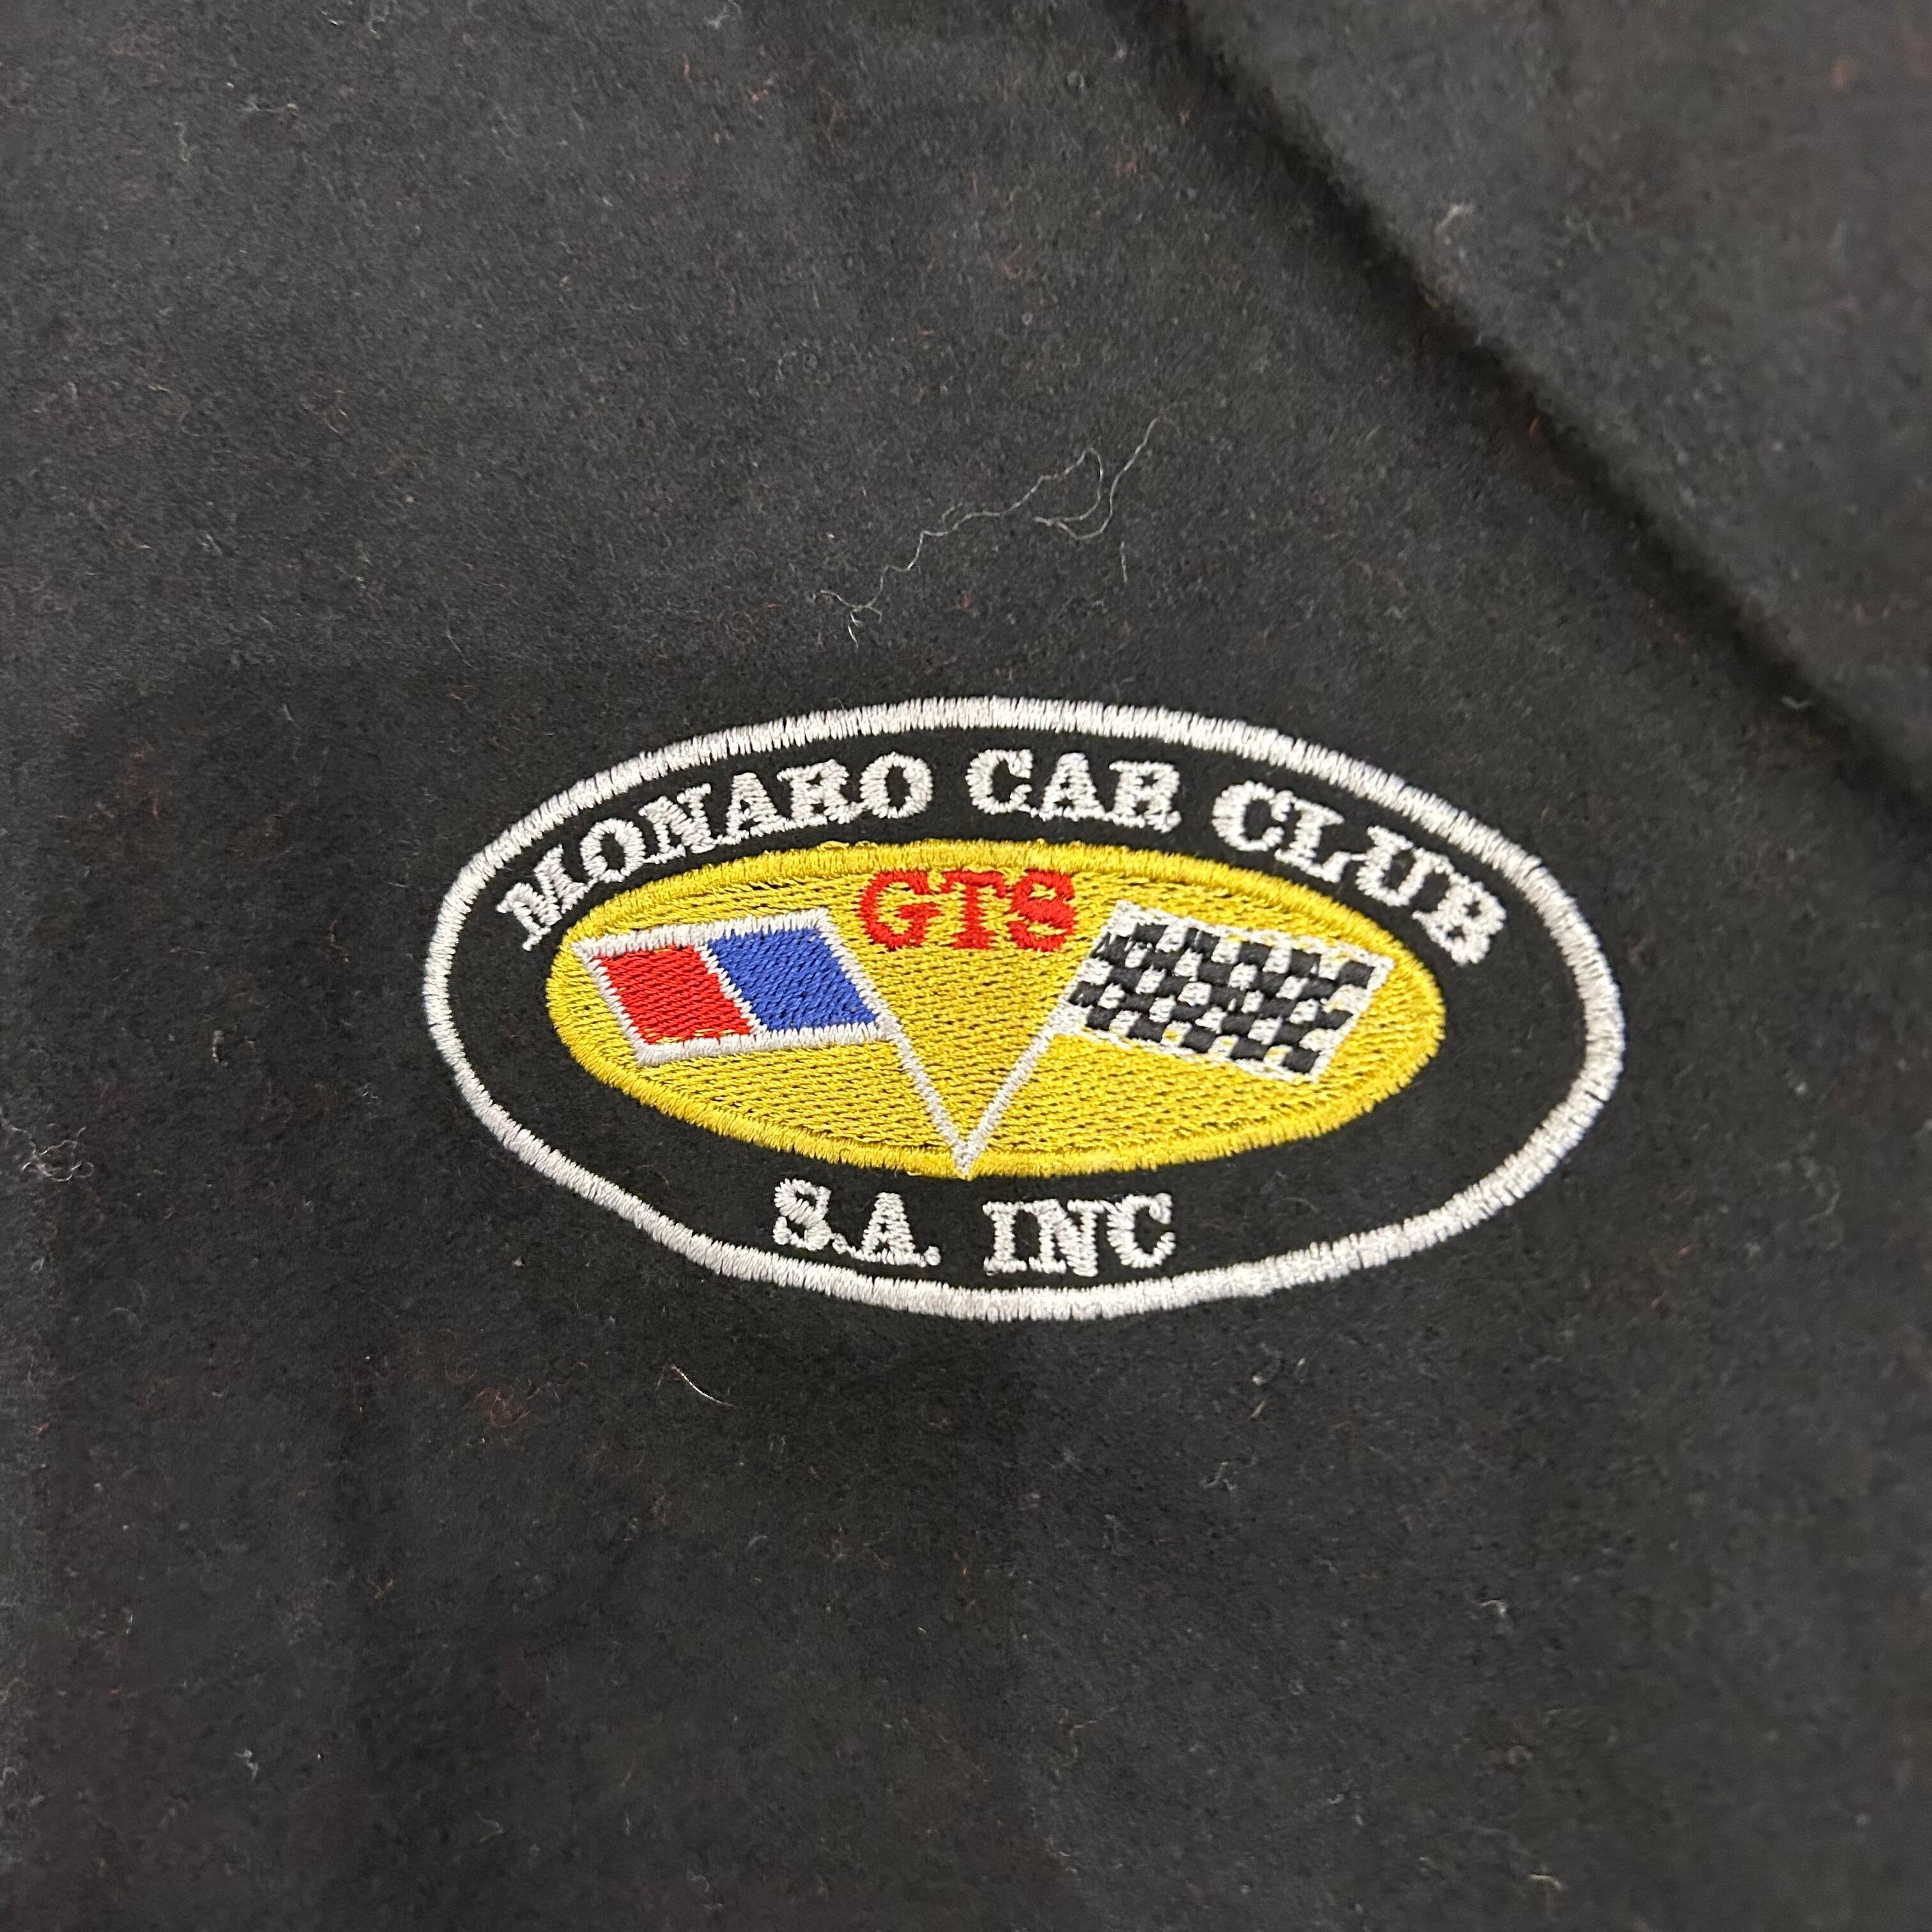 MONARO CAR CLUB
GTS
S.A. INC